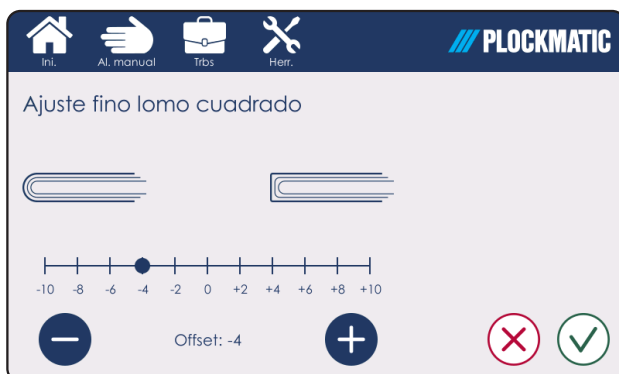 Ini. Al. manual Trbs Herr. PLOCKMATIC
Ajuste fino lomo cuadrado
-10 -8 -6 -4 -2 0 +2 +4 +6 +8 +10
Offset: -4